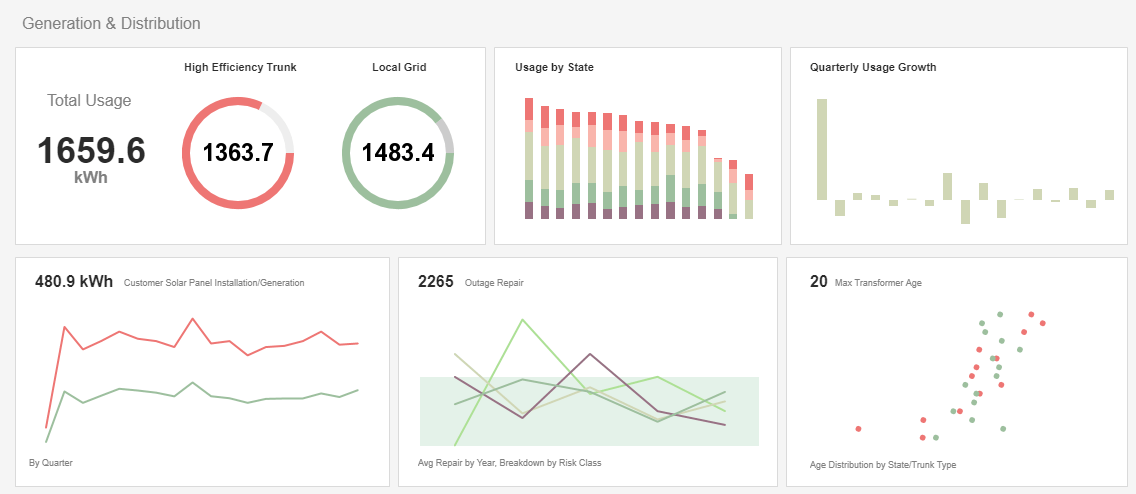 Generation & Distribution
High Efficiency Trunk
Local Grid
Usage by State
Quarterly Usage Growth
Total Usage
1659.6
kWh
1363.7
1483.4
480.9 kWh Customer Solar Panel Installation/Generation
2265 Outage Repair
20 Max Transformer Age
By Quarter
Avg Repair by Year, Breakdown by Risk Class
Age Distribution by State/Trunk Type